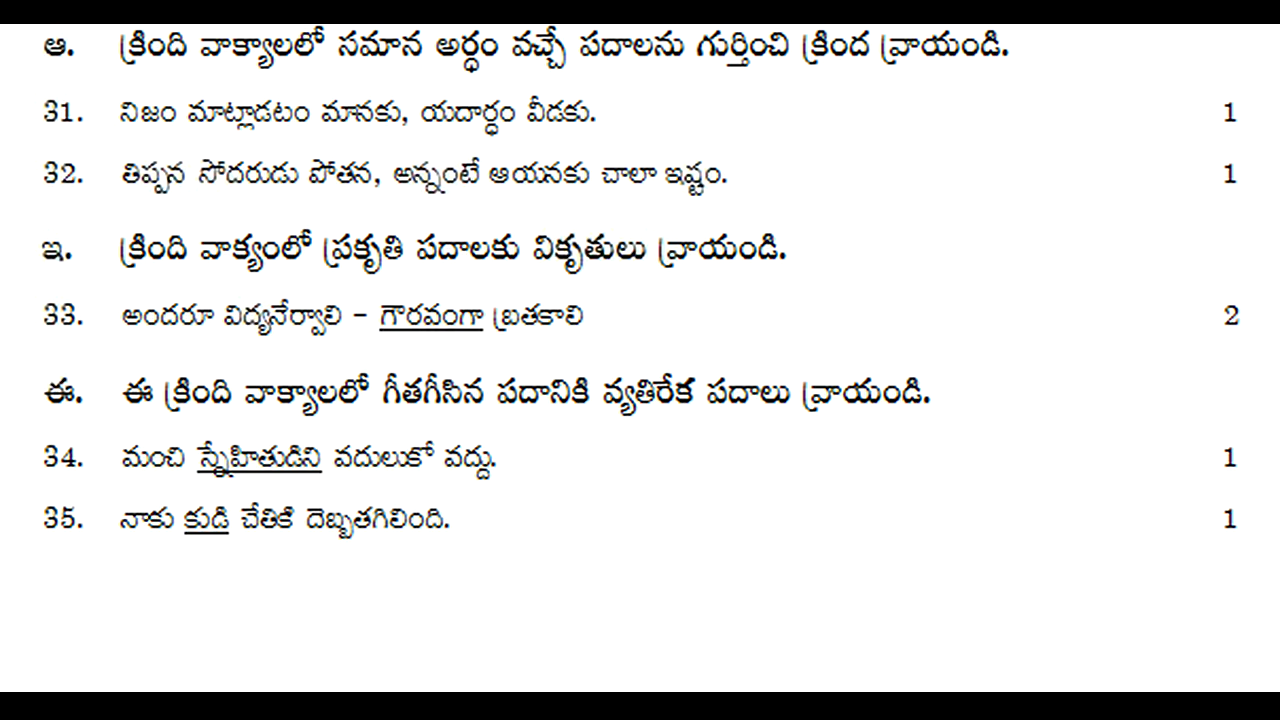 ఆ. క్రింది వాక్యాలలో సమాన అర్ధం వచ్చే పదాలను గుర్తించి క్రింద వ్రాయండి.
31. నిజం మాట్లాడటం మానకు, యదార్ధం వీడకు. 1
32. తిప్పన సోదరుడు పోతన, అన్నంటే ఆయనకు చాలా ఇష్టం. 1
ఇ. క్రింది వాక్యంలో ప్రకృతి పదాలకు వికృతులు వ్రాయండి.
33. అందరూ విద్యనేర్వాలి - గౌరవంగా బ్రతకాలి 2
ఈ. ఈ క్రింది వాక్యాలలో గీతగీసిన పదానికి వ్యతిరేక పదాలు వ్రాయండి.
34. మంచి స్నేహితుడిని వదులుకో వద్దు. 1
35. నాకు కుడి చేతికి దెబ్బతగిలింది. 1